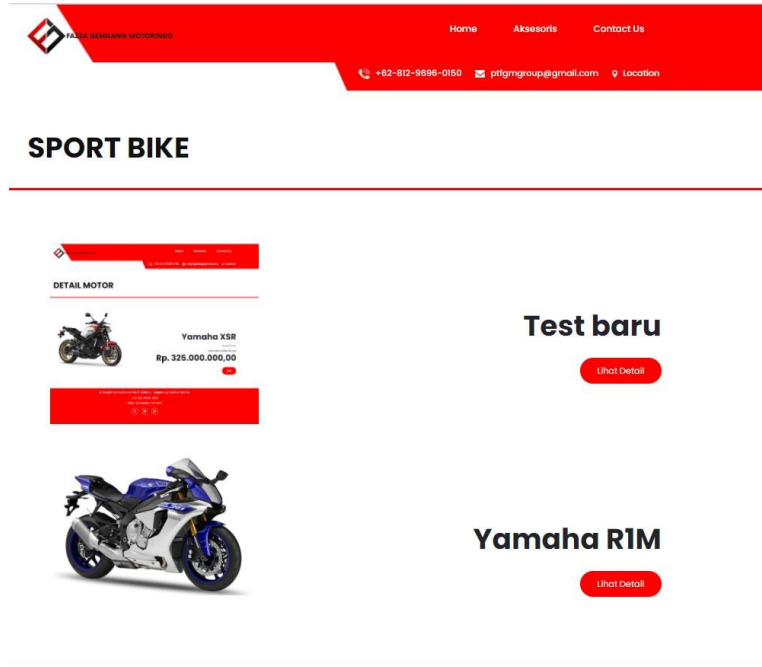 FAZZA GEMILANG MOTORINDO
Home Aksesoris Contact Us
+62-812-9696-0150 ptfgmgroup@gmail.com Location
SPORT BIKE
DETAIL MOTOR
Yamaha XSR
Rp. 325.000.000,00
Test baru
Lihat Detail
Yamaha R1M
Lihat Detail